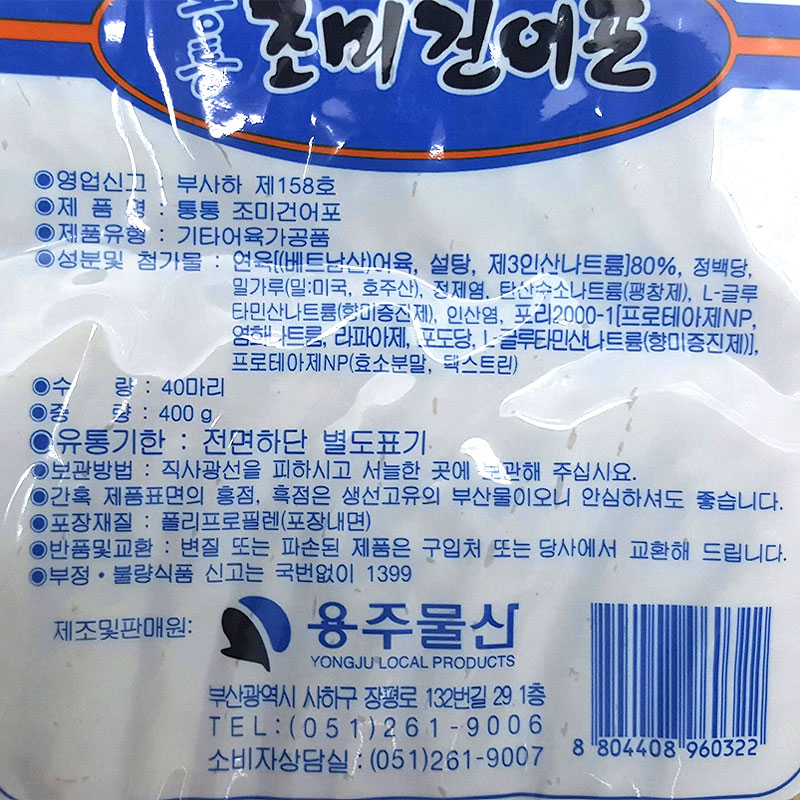 통통 조미건어포
◉영업신고 : 부사하 제158호
◉제 품 명 : 통통 조미건어포
◉제품유형 : 기타어육가공품
◉성분및 첨가물 : 연육[(베트남산)어육, 설탕, 제3인산나트륨]80%, 정백당,
밀가루(밀:미국, 호주산), 정제염, 탄산수소나트륨(팽창제), L-글루
타민산나트륨(향미증진제), 인산염, 포리2000-1[프로테아제NP,
염화나트륨, 라파아제, 포도당, L-글루타민산나트륨(향미증진제)],
프로테아제NP(효소분말, 덱스트린)
◉수 량 : 40마리
◉중 량 : 400 g
◉유통기한 : 전면하단 별도표기
◉보관방법 : 직사광선을 피하시고 서늘한 곳에 보관해 주십시요.
◉간혹 제품표면의 흠점, 흑점은 생선고유의 부산물이오니 안심하셔도 좋습니다.
◉포장재질 : 폴리프로필렌(포장내면)
◉반품및교환 : 변질 또는 파손된 제품은 구입처 또는 당사에서 교환해 드립니다.
◉부정·불량식품 신고는 국번없이 1399
제조및판매원: 용주물산
YONGJU LOCAL PRODUCTS
부산광역시 사하구 장평로 132번길 29 1층
TEL:(051)261-9006
소비자상담실 : (051)261-9007
8 804408 960322